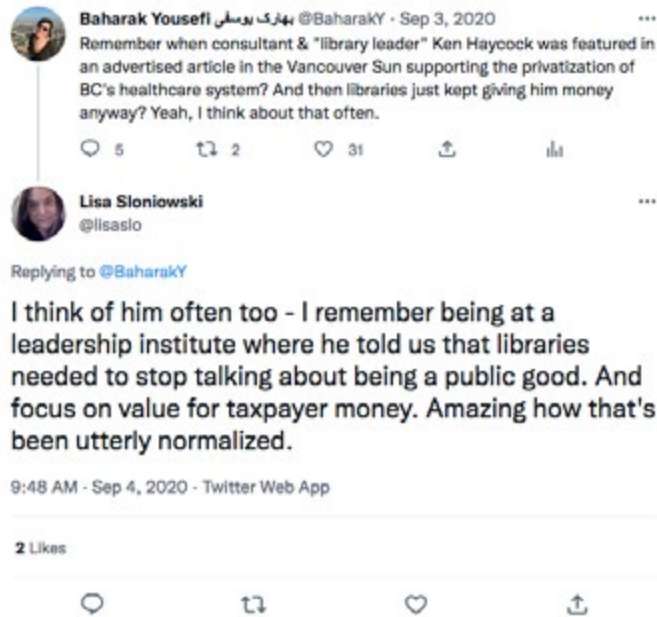 Baharak Yousefi بهارک یوسفی @BaharakY · Sep 3, 2020
Remember when consultant & "library leader" Ken Haycock was featured in
an advertised article in the Vancouver Sun supporting the privatization of
BC's healthcare system? And then libraries just kept giving him money
anyway? Yeah, I think about that often.
5 2 31
Lisa Sloniowski
@lisaslo
Replying to @BaharakY
I think of him often too - I remember being at a
leadership institute where he told us that libraries
needed to stop talking about being a public good. And
focus on value for taxpayer money. Amazing how that's
been utterly normalized.
9:48 AM · Sep 4, 2020 · Twitter Web App
2 Likes